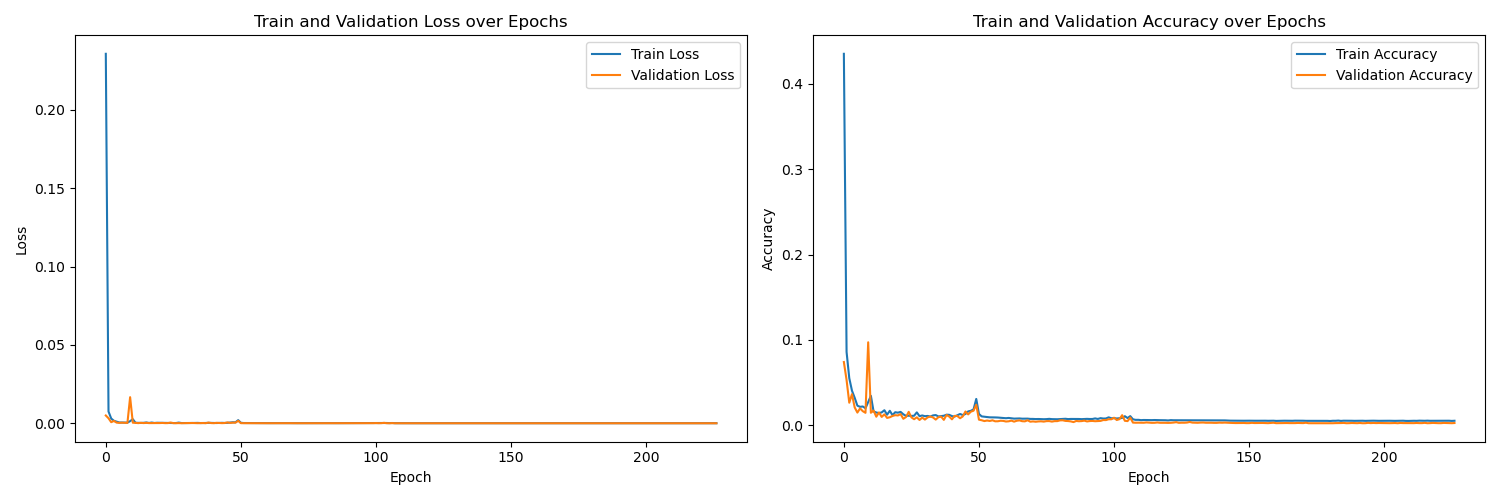 Train and Validation Loss over Epochs
Train Loss
Validation Loss
0.20
0.15
0.10
0.05
0.00
Loss
0 50 100 150 200
Epoch
Train and Validation Accuracy over Epochs
Train Accuracy
Validation Accuracy
0.4
0.3
0.2
0.1
0.0
Accuracy
0 50 100 150 200
Epoch